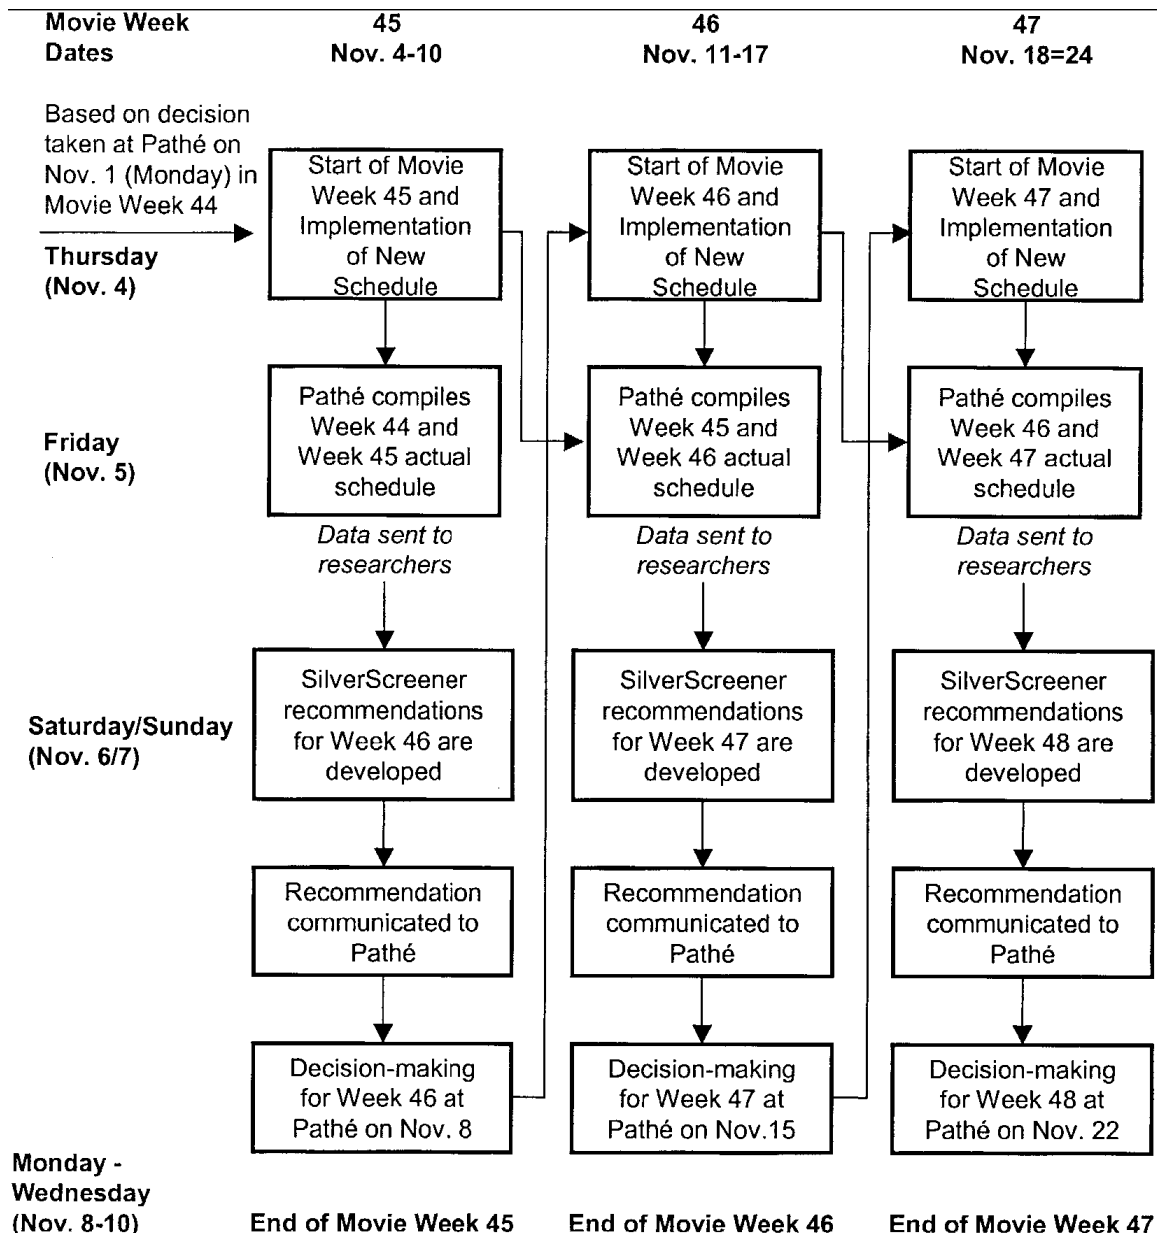 Movie Week 45 46 47
Dates Nov. 4-10 Nov. 11-17 Nov. 18=24
Based on decision
taken at Pathé on
Nov. 1 (Monday) in
Movie Week 44
Thursday
(Nov. 4)
Start of Movie
Week 45 and
Implementation
of New
Schedule
Start of Movie
Week 46 and
Implementation
of New
Schedule
Start of Movie
Week 47 and
Implementation
of New
Schedule
Friday
(Nov. 5)
Pathé compiles
Week 44 and
Week 45 actual
schedule
Pathé compiles
Week 45 and
Week 46 actual
schedule
Pathé compiles
Week 46 and
Week 47 actual
schedule
Data sent to
researchers
Data sent to
researchers
Data sent to
researchers
Saturday/Sunday
(Nov. 6/7)
SilverScreener
recommendations
for Week 46 are
developed
SilverScreener
recommendations
for Week 47 are
developed
SilverScreener
recommendations
for Week 48 are
developed
Recommendation
communicated to
Pathé
Recommendation
communicated to
Pathé
Recommendation
communicated to
Pathé
Decision-making
for Week 46 at
Pathé on Nov. 8
Decision-making
for Week 47 at
Pathé on Nov.15
Decision-making
for Week 48 at
Pathé on Nov. 22
Monday -
Wednesday
(Nov. 8-10)
End of Movie Week 45
End of Movie Week 46
End of Movie Week 47